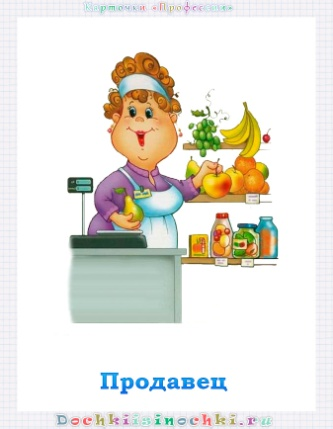 Карточки «Профессии»
Продавец
Dochkiisinochki.ru